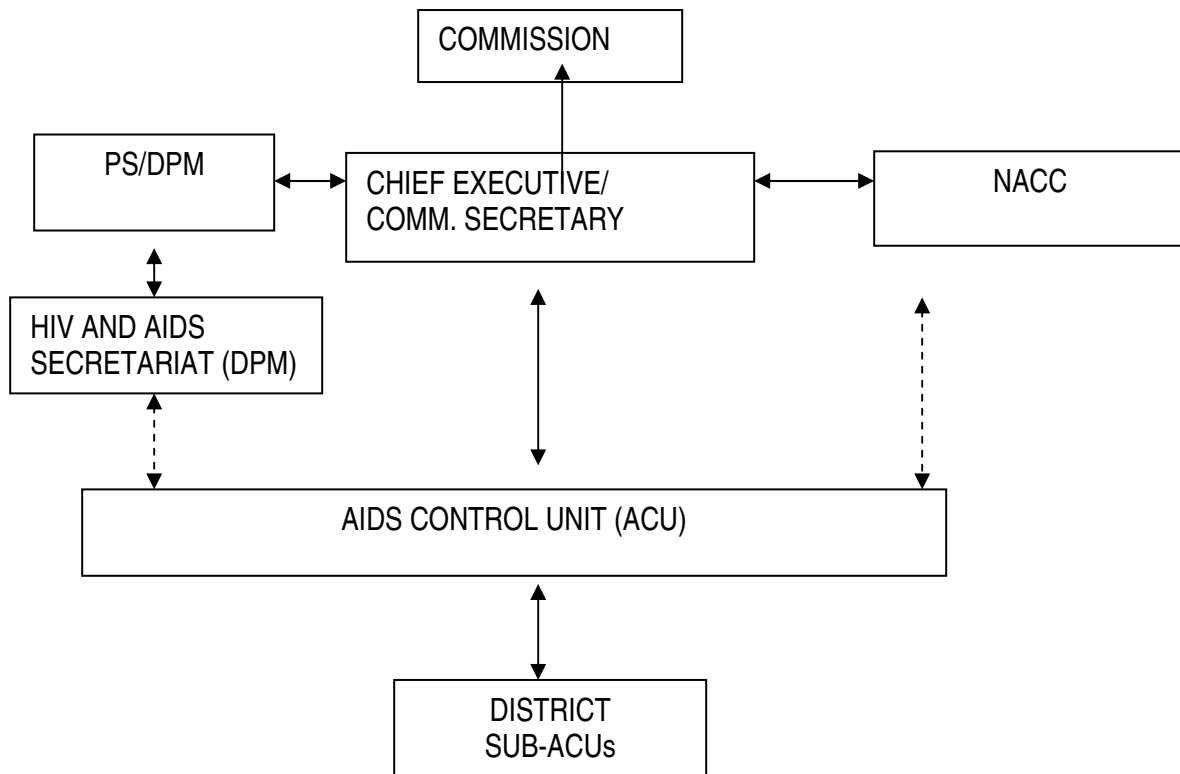 COMMISSION
PS/DPM
CHIEF EXECUTIVE/
COMM. SECRETARY
NACC
HIV AND AIDS
SECRETARIAT (DPM)
AIDS CONTROL UNIT (ACU)
DISTRICT
SUB-ACUs